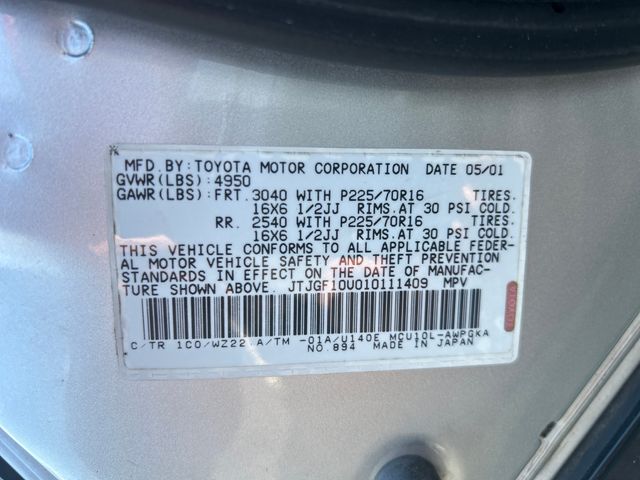 MFD. BY: TOYOTA MOTOR CORPORATION DATE 05/01
GVWR(LBS): 4950
GAWR(LBS): FRT. 3040 WITH P225/70R16 TIRES.
16X6 1/2JJ RIMS. AT 30 PSI COLD.
RR. 2540 WITH P225/70R16 TIRES.
16X6 1/2JJ RIMS. AT 30 PSI COLD.
THIS VEHICLE CONFORMS TO ALL APPLICABLE FEDER-
AL MOTOR VEHICLE SAFETY AND THEFT PREVENTION
STANDARDS IN EFFECT ON THE DATE OF MANUFAC-
TURE SHOWN ABOVE. JTJGF10U010111409 MPV
C/TR 1C0/WZ22.A/TM -01A/U140E MCU10L-AWPGKA
NO.894 MADE IN JAPAN
TOYOTA